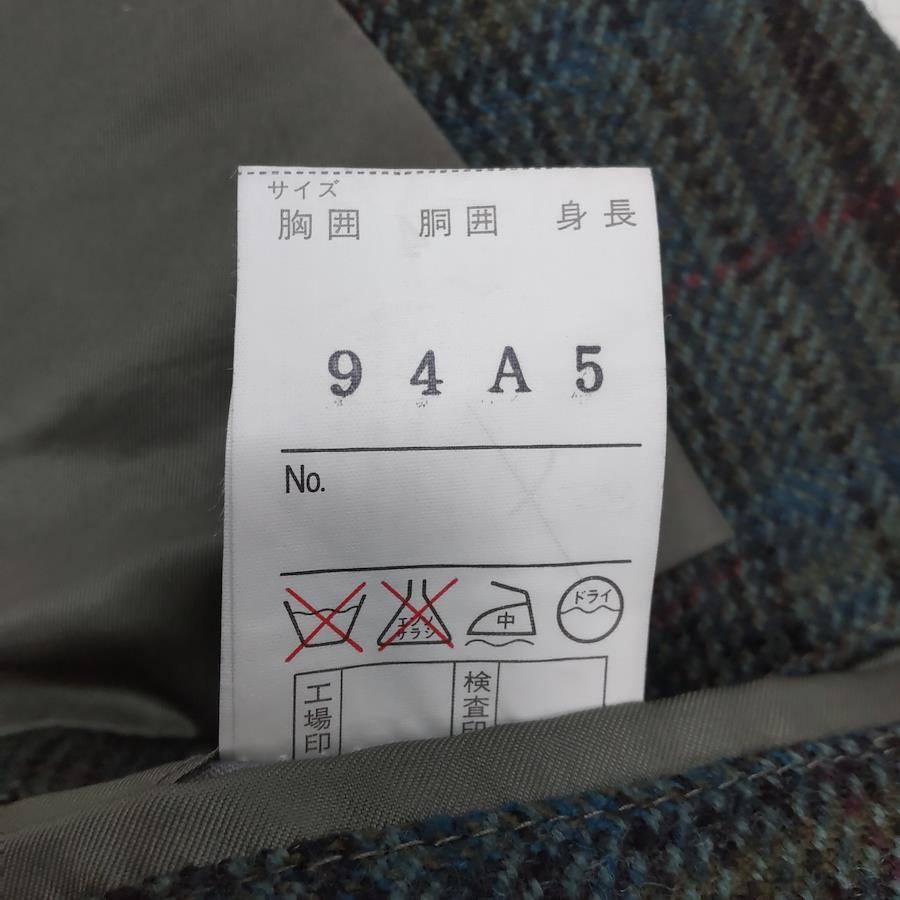 サイズ
胸囲 胴囲 身長
94A5
No.
エンソ
サラシ
中
ドライ
工場印
検査印